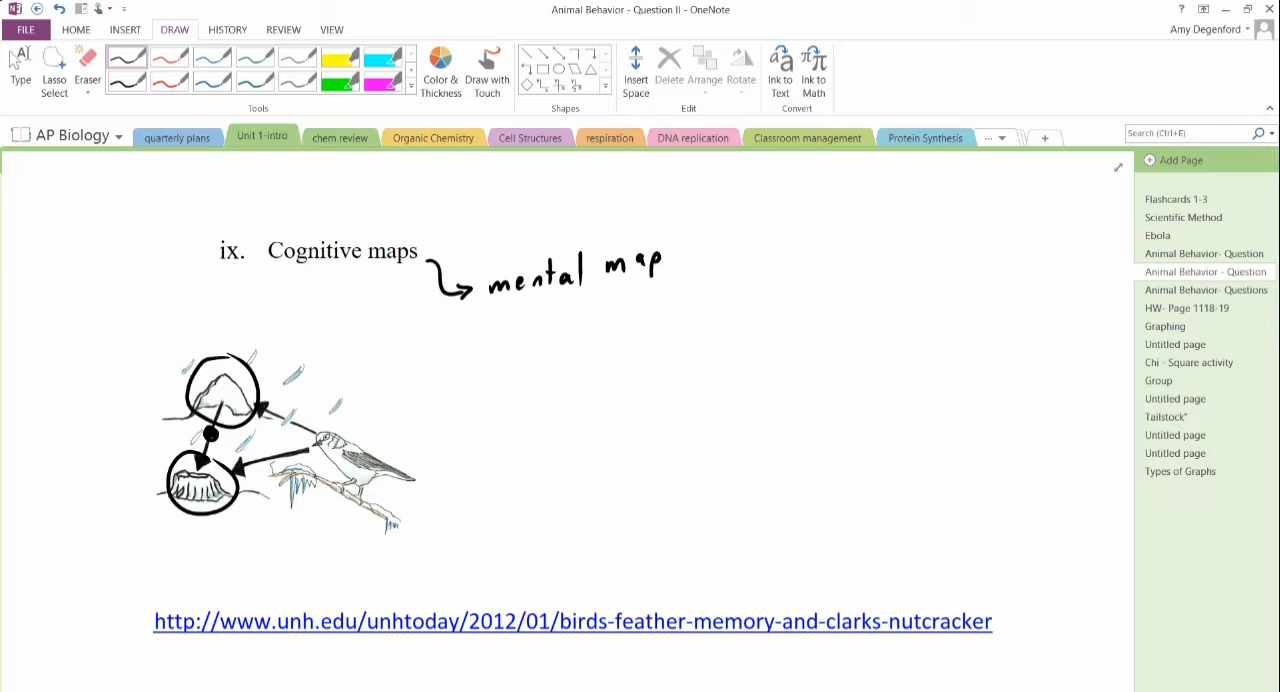 Animal Behavior - Question II - OneNote
FILE HOME INSERT DRAW HISTORY REVIEW VIEW
Amy Degenford
Type
Lasso Select
Eraser
Color & Thickness
Draw with Touch
Insert Space
Delete
Arrange
Rotate
Ink to Text
Ink to Math
Tools
Shapes
Edit
Convert
AP Biology
quarterly plans
Unit 1-intro
chem review
Organic Chemistry
Cell Structures
respiration
DNA replication
Classroom management
Protein Synthesis
Search (Ctrl+E)
Add Page
Flashcards 1-3
Scientific Method
Ebola
Animal Behavior- Question
Animal Behavior - Question
Animal Behavior- Questions
HW- Page 1118-19
Graphing
Untitled page
Chi - Square activity
Group
Untitled page
Tailstock"
Untitled page
Untitled page
Types of Graphs
ix. Cognitive maps
mental map
http://www.unh.edu/unhtoday/2012/01/birds-feather-memory-and-clarks-nutcracker